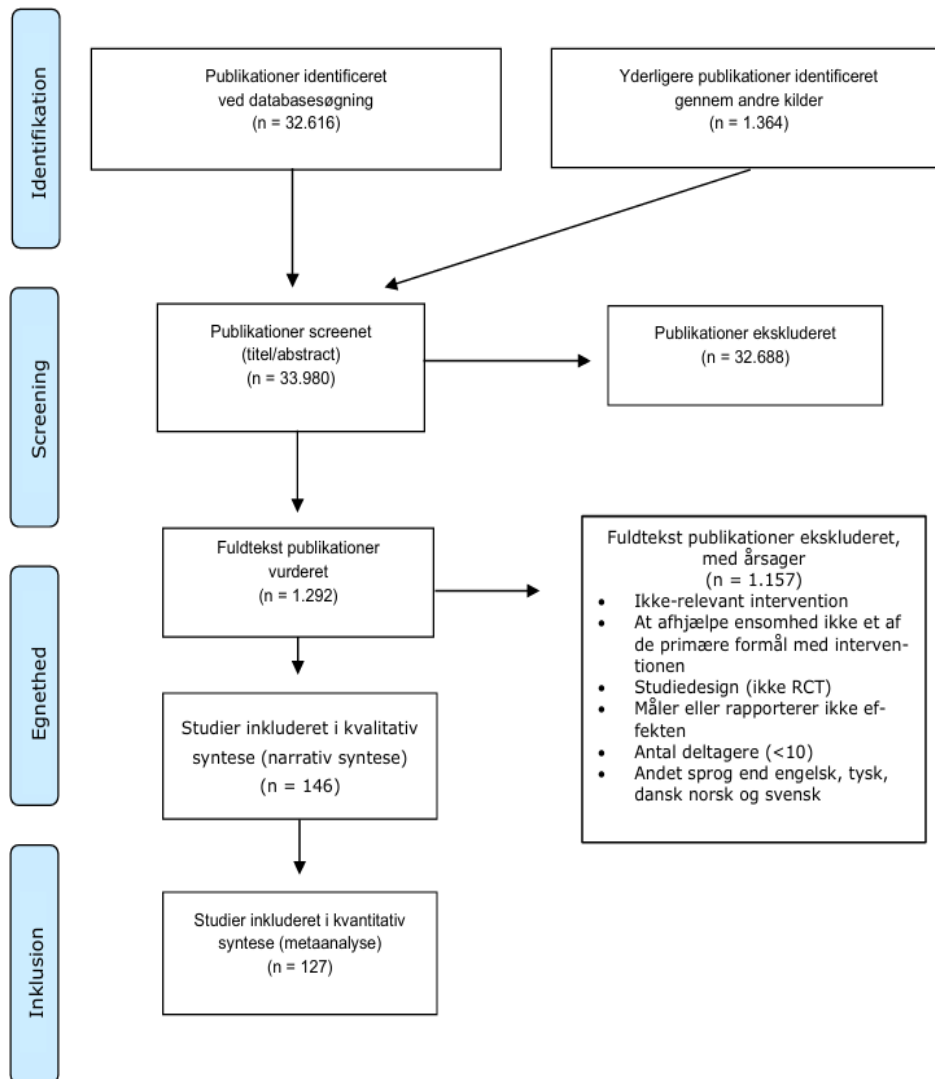 Identifikation
Publikationer identificeret
ved databasesøgning
(n = 32.616)
Yderligere publikationer identificeret
gennem andre kilder
(n = 1.364)
Screening
Publikationer screenet
(titel/abstract)
(n = 33.980)
Publikationer ekskluderet
(n = 32.688)
Egnethed
Fuldtekst publikationer
vurderet
(n = 1.292)
Fuldtekst publikationer ekskluderet,
med årsager
(n = 1.157)
• Ikke-relevant intervention
• At afhjælpe ensomhed ikke et af
de primære formål med interven-
tionen
• Studiedesign (ikke RCT)
• Måler eller rapporterer ikke ef-
fekten
• Antal deltagere (<10)
• Andet sprog end engelsk, tysk,
dansk norsk og svensk
Studier inkluderet i kvalitativ
syntese (narrativ syntese)
(n = 146)
Inklusion
Studier inkluderet i kvantitativ
syntese (metaanalyse)
(n = 127)